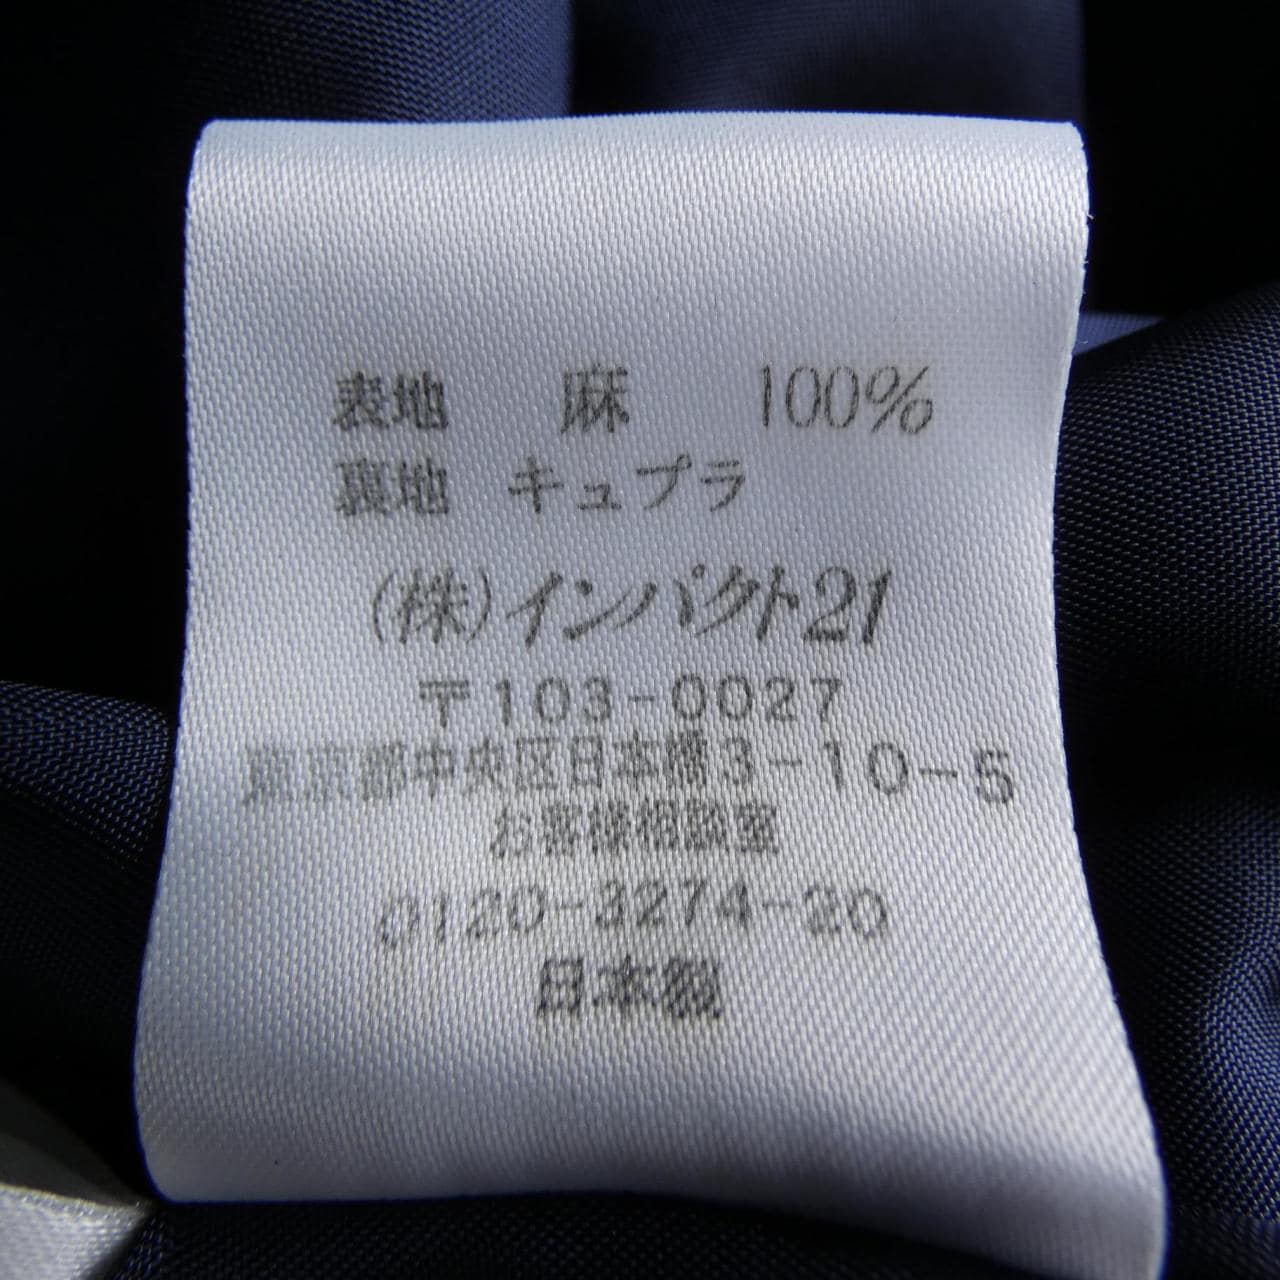 表地 麻 100%
裏地 キュプラ
(株)インパクト21
〒103-0027
東京都中央区日本橋3-10-5
お客様相談室
0120-3274-20
日本製